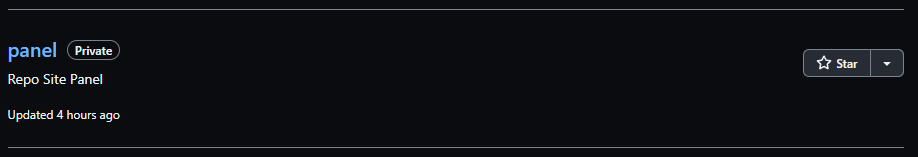 panel Private
Star
Repo Site Panel
Updated 4 hours ago